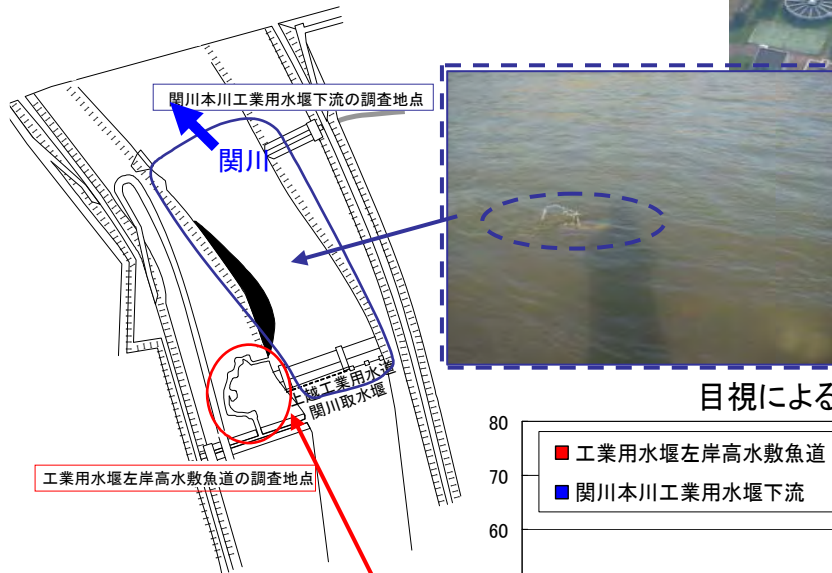 関川本川工業用水堰下流の調査地点
関川
上越工業用水道
関川取水堰
工業用水堰左岸高水敷魚道の調査地点
目視による
80
70
60
工業用水堰左岸高水敷魚道
関川本川工業用水堰下流